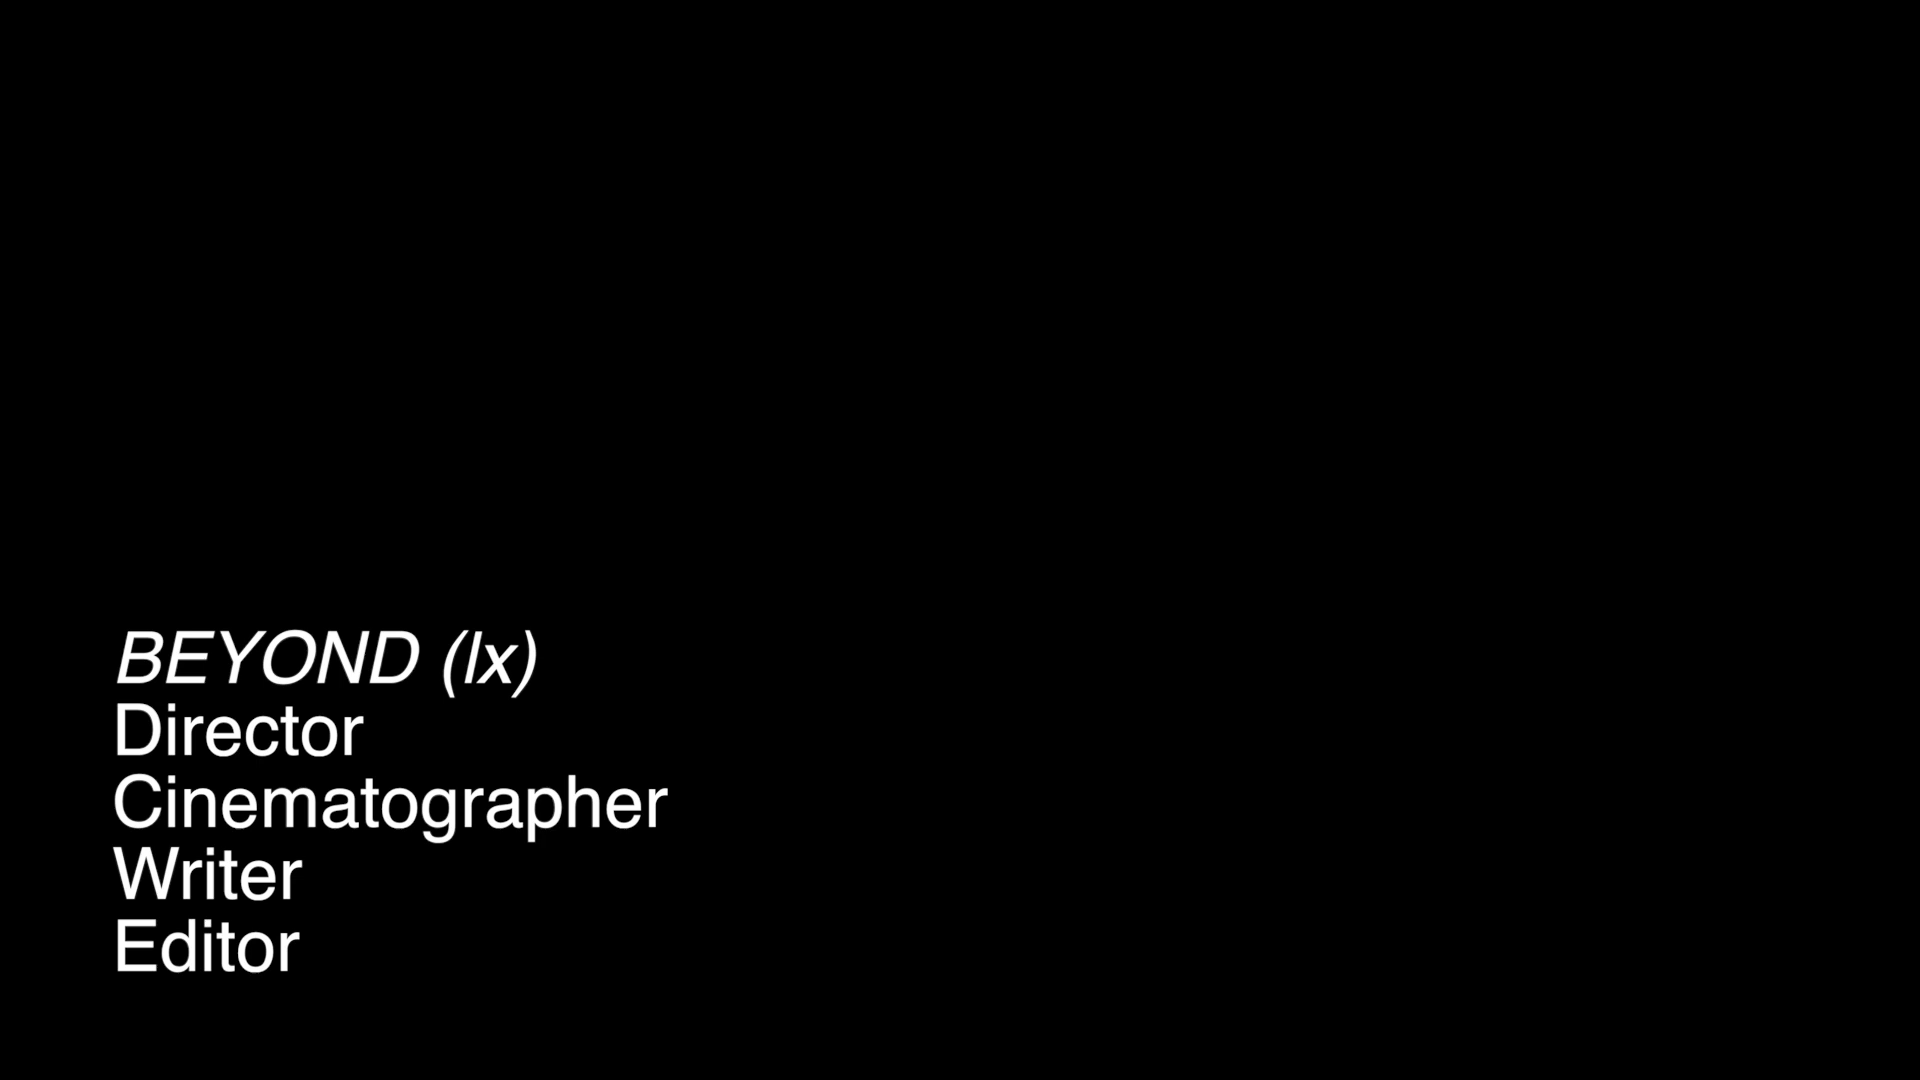 BEYOND (lx)
Director
Cinematographer
Writer
Editor